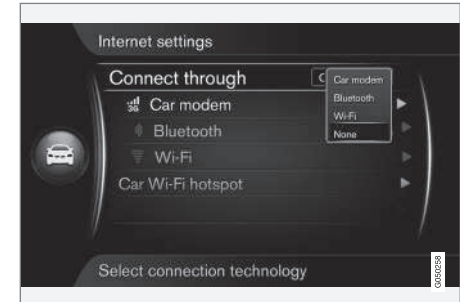 Internet settings
Connect through
Car modem
Bluetooth
Wi-Fi
None
3G Car modem
Bluetooth
Wi-Fi
Car Wi-Fi hotspot
Select connection technology
G050258